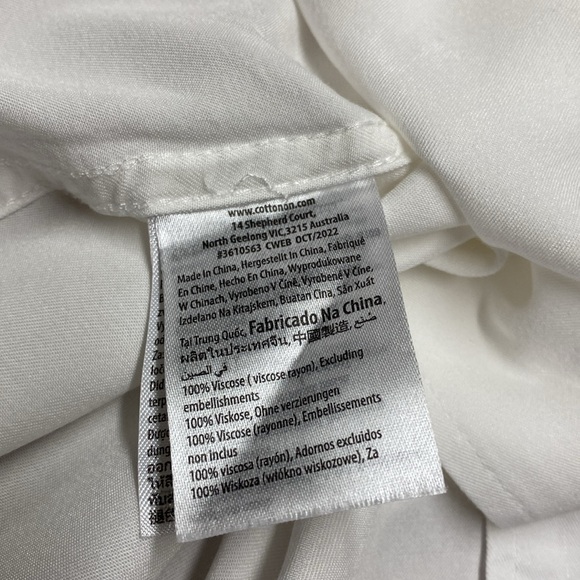 www.cottonon.com
14 Shepherd Court,
North Geelong VIC,3215 Australia
#3610563 CWEB OCT/2022
Made In China, Hergestellt In China, Fabriqué
En Chine, Hecho En China, Wyprodukowane
W Chinach, Vyrobeno V Číně, Vyrobené V Číne,
Izdelano Na Kitajskem, Buatan Cina, Sản Xuất
Tại Trung Quốc, Fabricado Na China,
ผลิตในประเทศจีน, 中國製造, صُنع
في الصين
100% Viscose ( viscose rayon), Excluding
embellishments
100% Viskose, Ohne verzierungen
100% Viscose (rayonne), Embellissements
non inclus
100% viscosa (rayón), Adornos excluidos
100% Wiskoza (włókno wiskozowe), Za